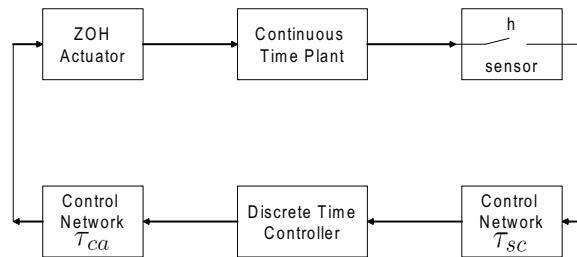 ZOH
Actuator
Continuous
Time Plant
h
sensor
Control
Network
τca
Discrete Time
Controller
Control
Network
τsc